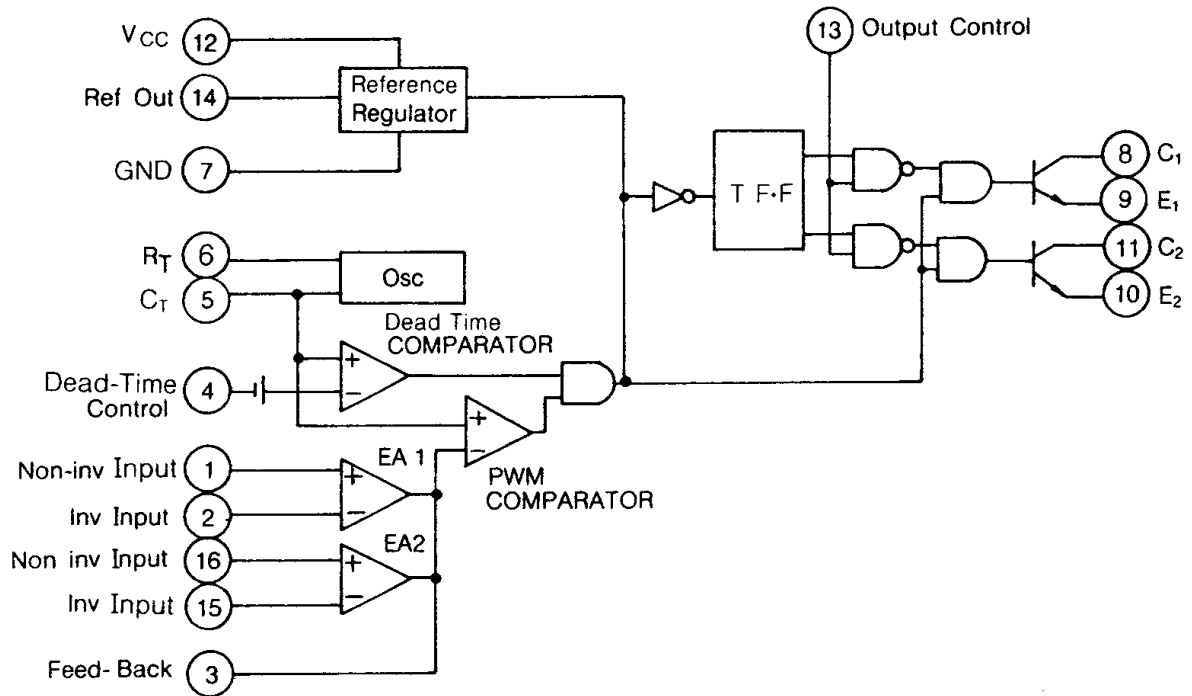 VCC 12
Ref Out 14
GND 7
Reference
Regulator
13 Output Control
T F·F
8 C1
9 E1
11 C2
10 E2
RT 6
CT 5
Osc
Dead Time
COMPARATOR
Dead-Time
Control
4
+
−
+
−
PWM
COMPARATOR
Non-inv Input 1
Inv Input 2
EA 1
+
−
Non inv Input 16
Inv Input 15
EA2
+
−
Feed-Back 3